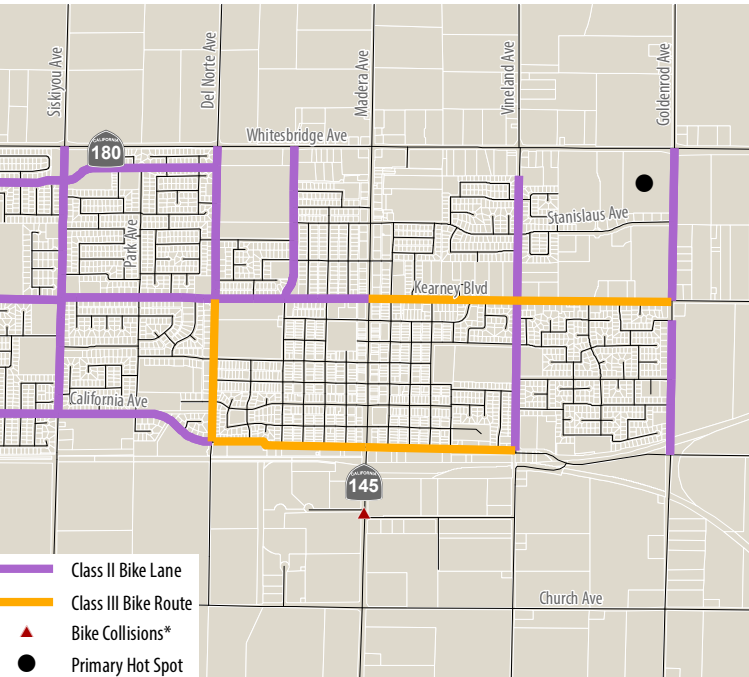 Siskiyou Ave
Del Norte Ave
Madera Ave
Vineland Ave
Goldenrod Ave
Whitesbridge Ave
CALIFORNIA
180
Park Ave
Stanislaus Ave
Kearney Blvd
California Ave
CALIFORNIA
145
Class II Bike Lane
Class III Bike Route
Church Ave
Bike Collisions*
Primary Hot Spot